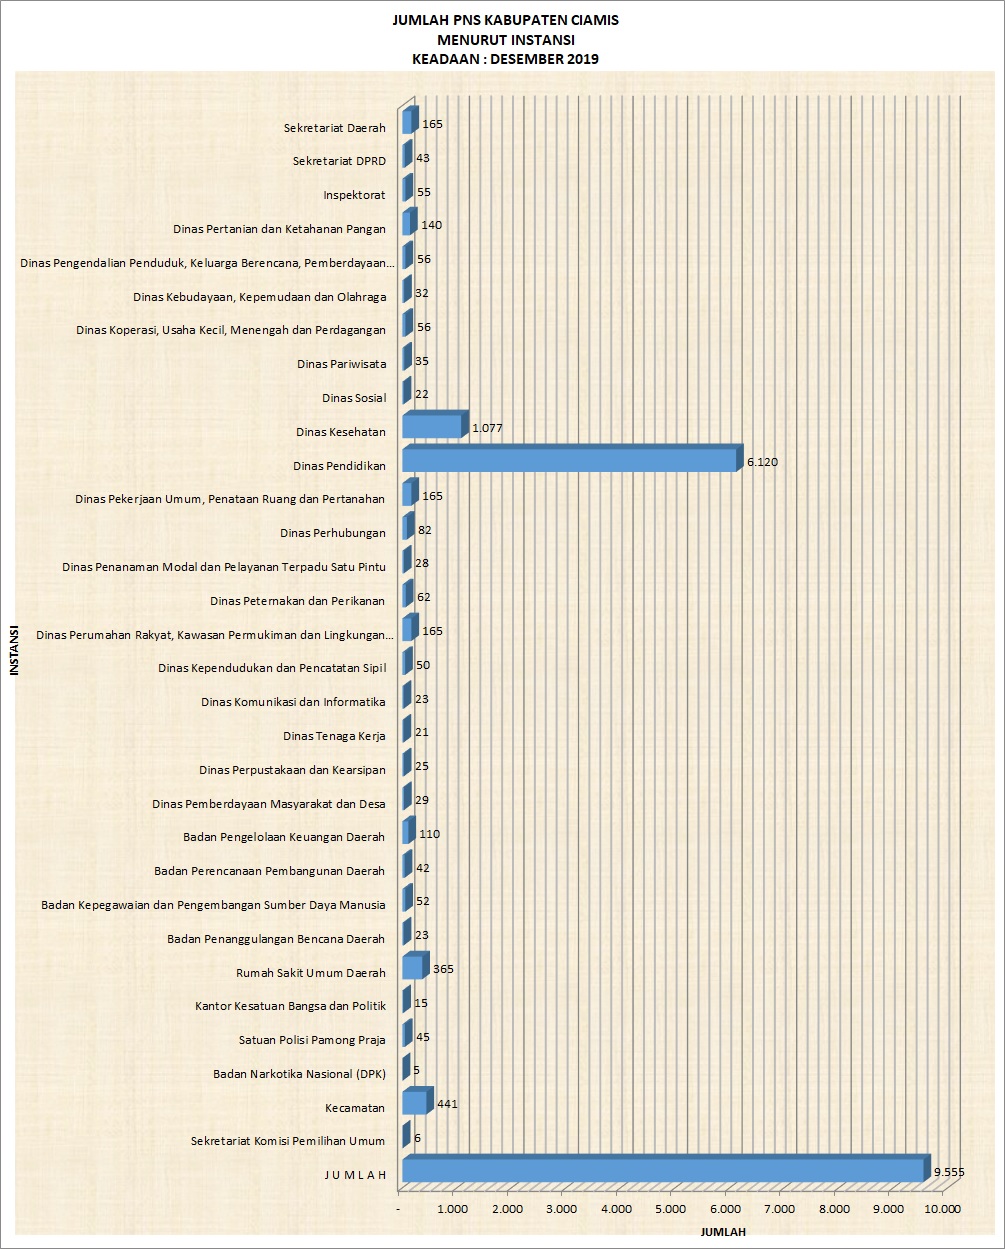 JUMLAH PNS KABUPATEN CIAMIS
MENURUT INSTANSI
KEADAAN : DESEMBER 2019
Sekretariat Daerah 165
Sekretariat DPRD 43
Inspektorat 55
Dinas Pertanian dan Ketahanan Pangan 140
Dinas Pengendalian Penduduk, Keluarga Berencana, Pemberdayaan... 56
Dinas Kebudayaan, Kepemudaan dan Olahraga 32
Dinas Koperasi, Usaha Kecil, Menengah dan Perdagangan 56
Dinas Pariwisata 35
Dinas Sosial 22
Dinas Kesehatan 1.077
Dinas Pendidikan 6.120
Dinas Pekerjaan Umum, Penataan Ruang dan Pertanahan 165
Dinas Perhubungan 82
Dinas Penanaman Modal dan Pelayanan Terpadu Satu Pintu 28
Dinas Peternakan dan Perikanan 62
Dinas Perumahan Rakyat, Kawasan Permukiman dan Lingkungan... 165
Dinas Kependudukan dan Pencatatan Sipil 50
Dinas Komunikasi dan Informatika 23
Dinas Tenaga Kerja 21
Dinas Perpustakaan dan Kearsipan 25
Dinas Pemberdayaan Masyarakat dan Desa 29
Badan Pengelolaan Keuangan Daerah 110
Badan Perencanaan Pembangunan Daerah 42
Badan Kepegawaian dan Pengembangan Sumber Daya Manusia 52
Badan Penanggulangan Bencana Daerah 23
Rumah Sakit Umum Daerah 365
Kantor Kesatuan Bangsa dan Politik 15
Satuan Polisi Pamong Praja 45
Badan Narkotika Nasional (DPK) 5
Kecamatan 441
Sekretariat Komisi Pemilihan Umum 6
J U M L A H 9.555
INSTANSI
- 1.000 2.000 3.000 4.000 5.000 6.000 7.000 8.000 9.000 10.000
JUMLAH